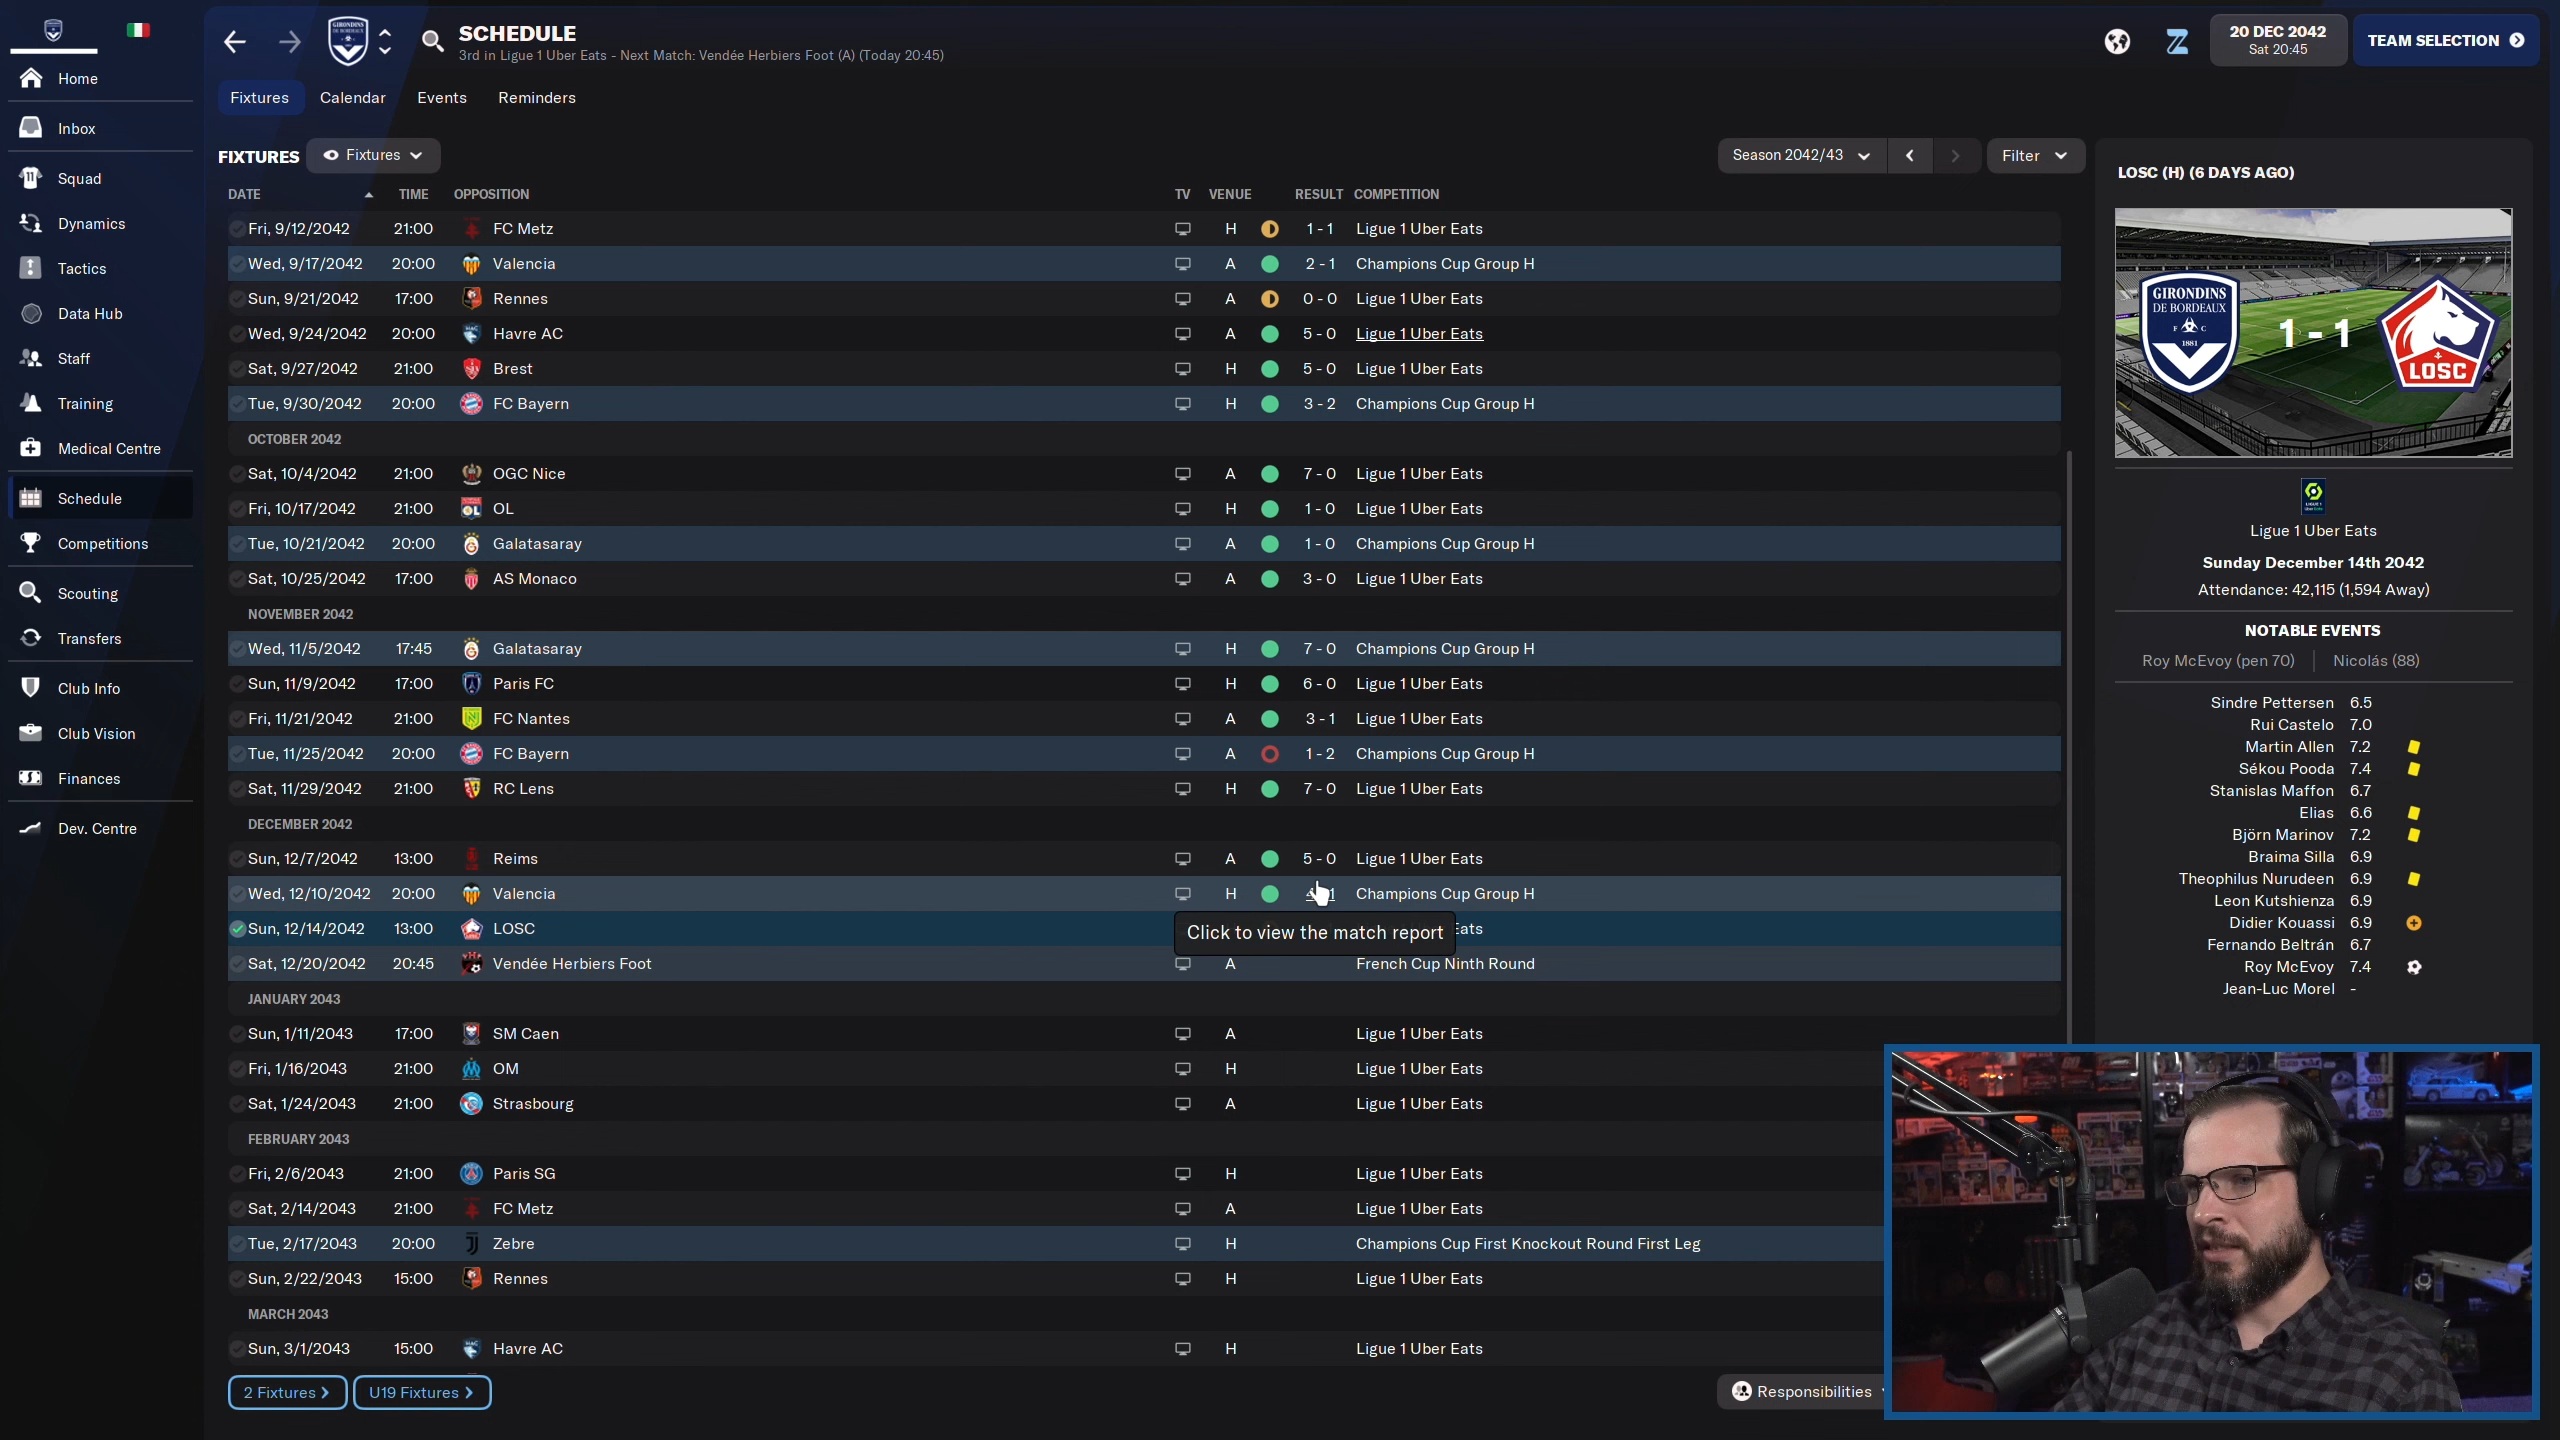 SCHEDULE
3rd in Ligue 1 Uber Eats - Next Match: Vendée Herbiers Foot (A) (Today 20:45)
20 DEC 2042
Sat 20:45
TEAM SELECTION
Home
Inbox
Squad
Dynamics
Tactics
Data Hub
Staff
Training
Medical Centre
Schedule
Competitions
Scouting
Transfers
Club Info
Club Vision
Finances
Dev. Centre
Fixtures Calendar Events Reminders
FIXTURES Fixtures Season 2042/43 Filter
DATE TIME OPPOSITION TV VENUE RESULT COMPETITION
Fri, 9/12/2042 21:00 FC Metz H 1 - 1 Ligue 1 Uber Eats
Wed, 9/17/2042 20:00 Valencia A 2 - 1 Champions Cup Group H
Sun, 9/21/2042 17:00 Rennes A 0 - 0 Ligue 1 Uber Eats
Wed, 9/24/2042 20:00 Havre AC A 5 - 0 Ligue 1 Uber Eats
Sat, 9/27/2042 21:00 Brest H 5 - 0 Ligue 1 Uber Eats
Tue, 9/30/2042 20:00 FC Bayern H 3 - 2 Champions Cup Group H
OCTOBER 2042
Sat, 10/4/2042 21:00 OGC Nice A 7 - 0 Ligue 1 Uber Eats
Fri, 10/17/2042 21:00 OL H 1 - 0 Ligue 1 Uber Eats
Tue, 10/21/2042 20:00 Galatasaray A 1 - 0 Champions Cup Group H
Sat, 10/25/2042 17:00 AS Monaco A 3 - 0 Ligue 1 Uber Eats
NOVEMBER 2042
Wed, 11/5/2042 17:45 Galatasaray H 7 - 0 Champions Cup Group H
Sun, 11/9/2042 17:00 Paris FC H 6 - 0 Ligue 1 Uber Eats
Fri, 11/21/2042 21:00 FC Nantes A 3 - 1 Ligue 1 Uber Eats
Tue, 11/25/2042 20:00 FC Bayern A 1 - 2 Champions Cup Group H
Sat, 11/29/2042 21:00 RC Lens H 7 - 0 Ligue 1 Uber Eats
DECEMBER 2042
Sun, 12/7/2042 13:00 Reims A 5 - 0 Ligue 1 Uber Eats
Wed, 12/10/2042 20:00 Valencia H 1 Champions Cup Group H
Sun, 12/14/2042 13:00 LOSC Eats
Click to view the match report
Sat, 12/20/2042 20:45 Vendée Herbiers Foot A French Cup Ninth Round
JANUARY 2043
Sun, 1/11/2043 17:00 SM Caen A Ligue 1 Uber Eats
Fri, 1/16/2043 21:00 OM H Ligue 1 Uber Eats
Sat, 1/24/2043 21:00 Strasbourg A Ligue 1 Uber Eats
FEBRUARY 2043
Fri, 2/6/2043 21:00 Paris SG H Ligue 1 Uber Eats
Sat, 2/14/2043 21:00 FC Metz A Ligue 1 Uber Eats
Tue, 2/17/2043 20:00 Zebre H Champions Cup First Knockout Round First Leg
Sun, 2/22/2043 15:00 Rennes H Ligue 1 Uber Eats
MARCH 2043
Sun, 3/1/2043 15:00 Havre AC H Ligue 1 Uber Eats
2 Fixtures U19 Fixtures Responsibilities
LOSC (H) (6 DAYS AGO)
GIRONDINS
DE BORDEAUX
F C
1881
1 - 1
LOSC
Ligue 1 Uber Eats
Sunday December 14th 2042
Attendance: 42,115 (1,594 Away)
NOTABLE EVENTS
Roy McEvoy (pen 70) Nicolás (88)
Sindre Pettersen 6.5
Rui Castelo 7.0
Martin Allen 7.2
Sékou Pooda 7.4
Stanislas Maffon 6.7
Elias 6.6
Björn Marinov 7.2
Braima Silla 6.9
Theophilus Nurudeen 6.9
Leon Kutshienza 6.9
Didier Kouassi 6.9
Fernando Beltrán 6.7
Roy McEvoy 7.4
Jean-Luc Morel -